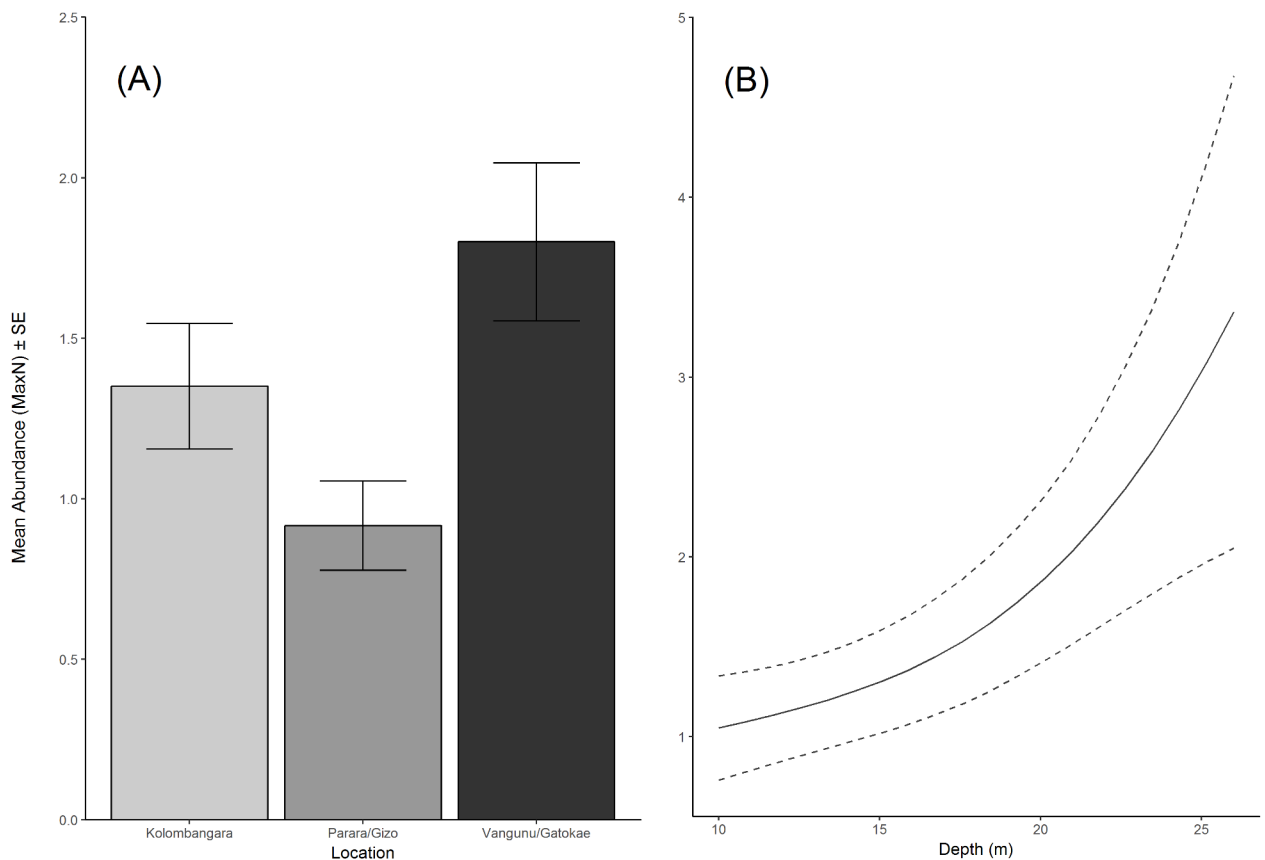 (A)
Mean Abundance (MaxN) ± SE
2.5
2.0
1.5
1.0
0.5
0.0
Kolombangara Parara/Gizo Vangunu/Gatokae
Location
(B)
5
4
3
2
1
10 15 20 25
Depth (m)